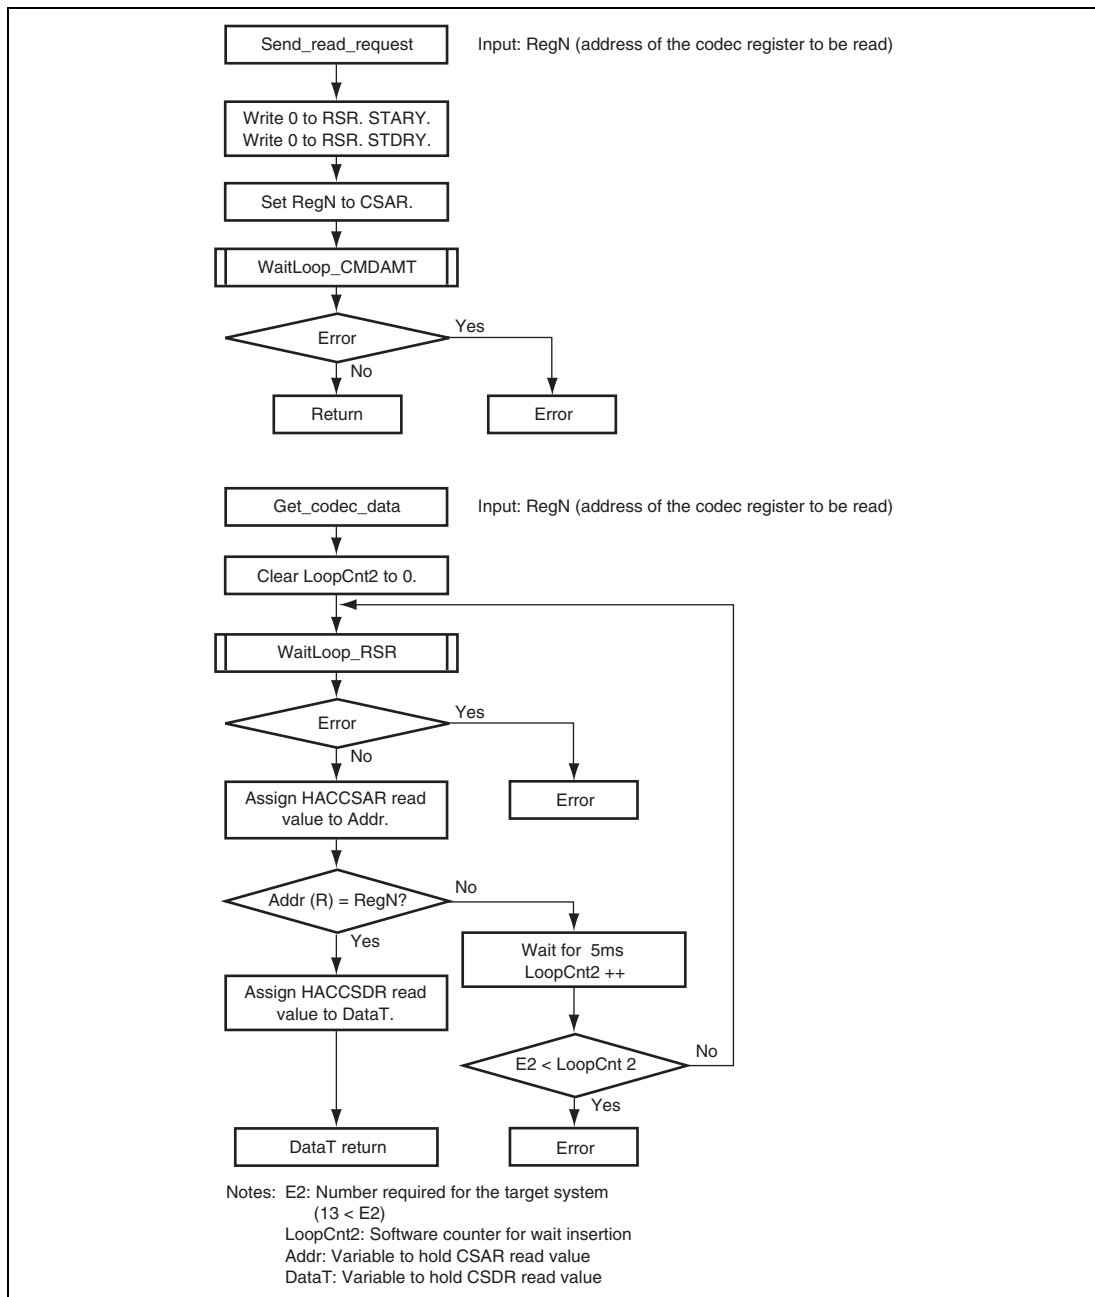 Send_read_request
Input: RegN (address of the codec register to be read)
Write 0 to RSR. STARY.
Write 0 to RSR. STDRY.
Set RegN to CSAR.
WaitLoop_CMDAMT
Error
Yes
No
Return
Error
Get_codec_data
Input: RegN (address of the codec register to be read)
Clear LoopCnt2 to 0.
WaitLoop_RSR
Error
Yes
No
Assign HACCSAR read
value to Addr.
Error
Addr (R) = RegN?
No
Yes
Wait for  5ms
LoopCnt2 ++
Assign HACCSDR read
value to DataT.
E2 < LoopCnt 2
No
Yes
DataT return
Error
Notes:  E2: Number required for the target system
(13 < E2)
LoopCnt2: Software counter for wait insertion
Addr: Variable to hold CSAR read value
DataT: Variable to hold CSDR read value